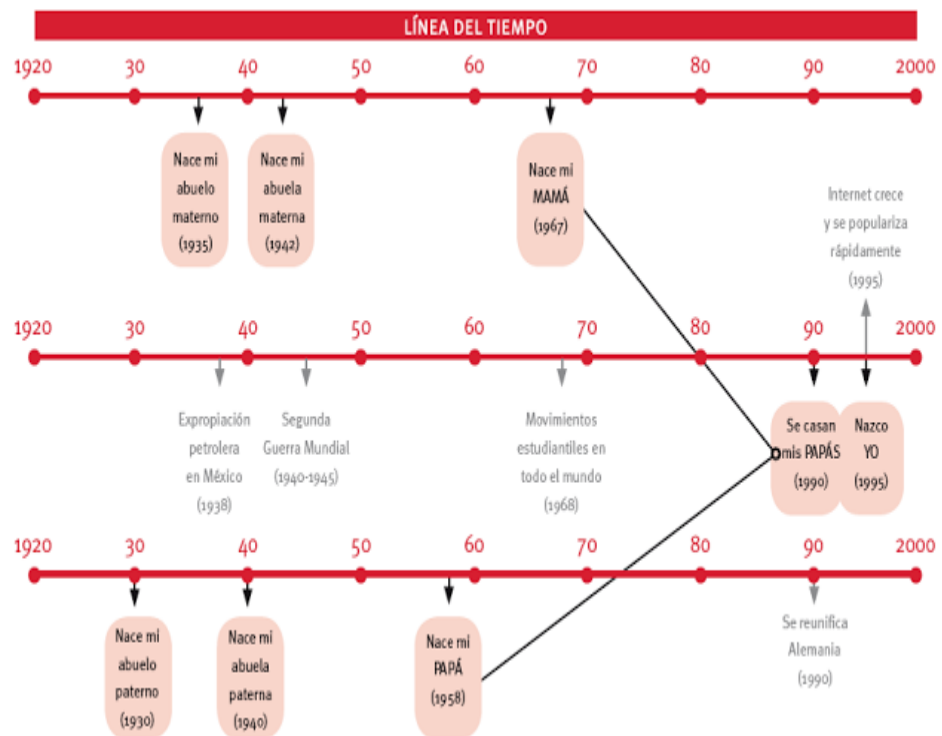 LÍNEA DEL TIEMPO
1920 30 40 50 60 70 80 90 2000
Nace mi
abuelo
materno
(1935)
Nace mi
abuela
materna
(1942)
Nace mi
MAMÁ
(1967)
Internet crece
y se populariza
rápidamente
(1995)
1920 30 40 50 60 70 80 90 2000
Expropiación
petrolera
en México
(1938)
Segunda
Guerra Mundial
(1940-1945)
Movimientos
estudiantiles en
todo el mundo
(1968)
Se casan
mis PAPÁS
(1990)
Nazco
YO
(1995)
1920 30 40 50 60 70 80 90 2000
Nace mi
abuelo
paterno
(1930)
Nace mi
abuela
paterna
(1940)
Nace mi
PAPÁ
(1958)
Se reunifica
Alemania
(1990)